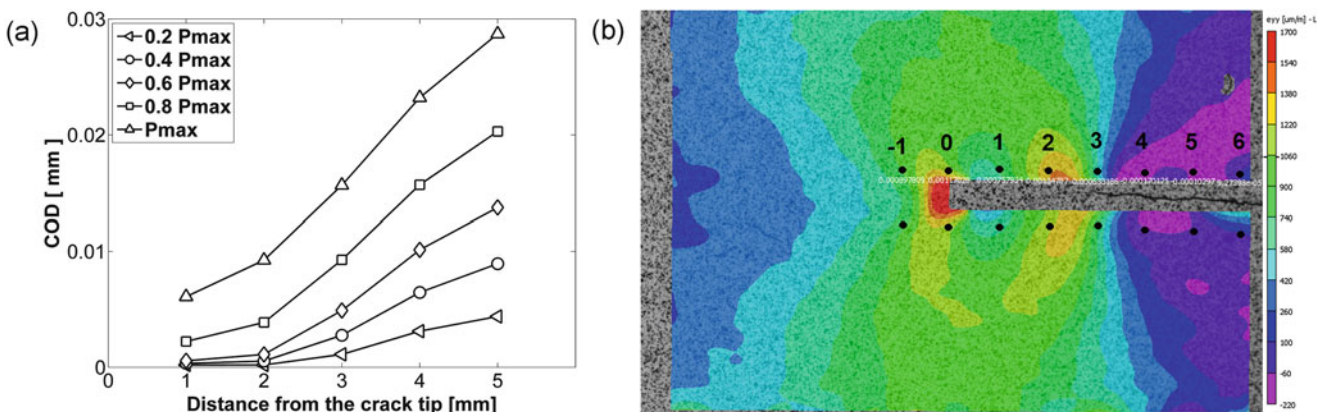 (a)
0.03
0.02
0.01
0
COD [ mm ]
0.2 Pmax
0.4 Pmax
0.6 Pmax
0.8 Pmax
Pmax
0 1 2 3 4 5
Distance from the crack tip [mm]
(b)
-1 0 1 2 3 4 5 6
eyy [um/m] - L
1700
1540
1380
1220
1060
900
740
580
420
260
100
-60
-220